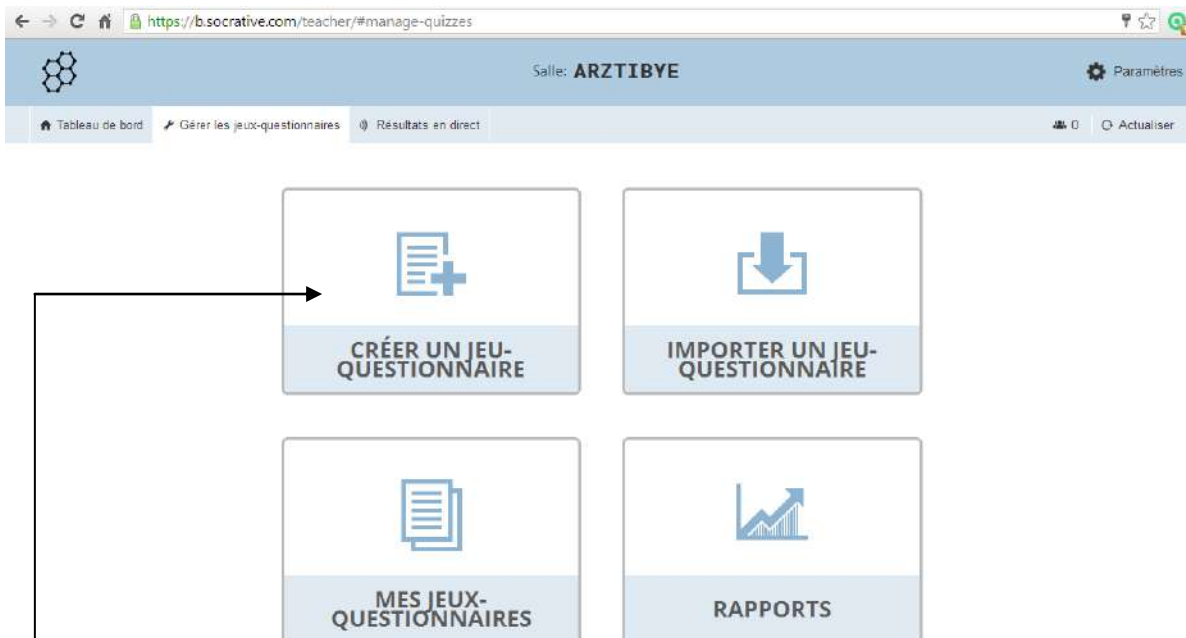 https://b.socrative.com/teacher/#manage-quizzes
Salle: ARZTIBYE
Paramètres
Tableau de bord
Gérer les jeux-questionnaires
Résultats en direct
0
Actualiser
CRÉER UN JEU-
QUESTIONNAIRE
IMPORTER UN JEU-
QUESTIONNAIRE
MES JEUX-
QUESTIONNAIRES
RAPPORTS